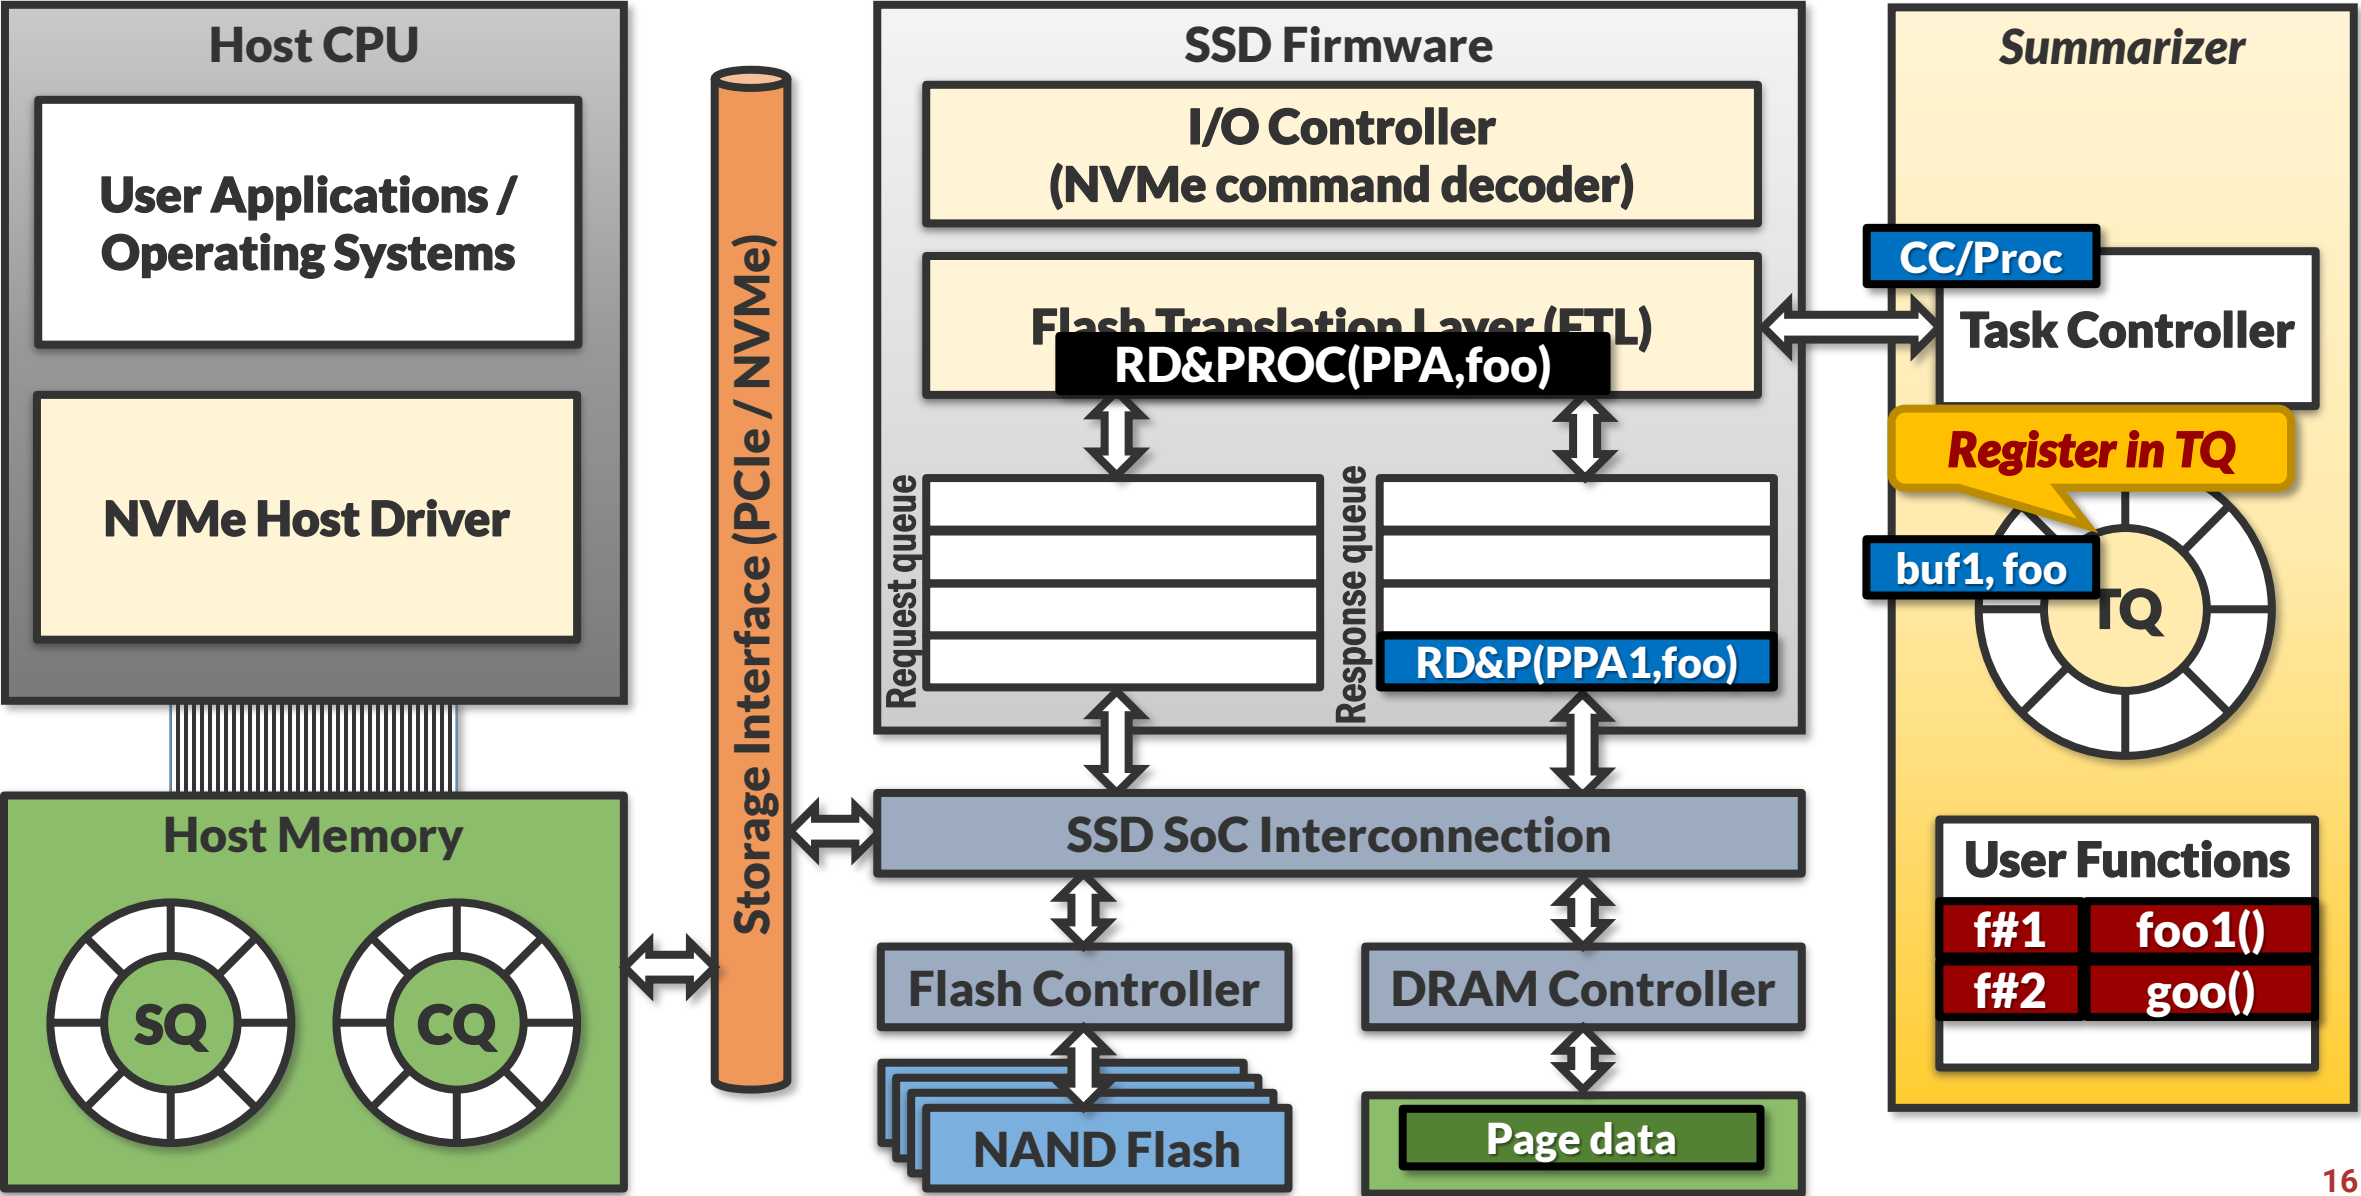 Host CPU
User Applications /
Operating Systems
NVMe Host Driver
Host Memory
SQ
CQ
Storage Interface (PCIe / NVMe)
SSD Firmware
I/O Controller
(NVMe command decoder)
Flash Translation Layer (FTL)
RD&PROC(PPA,foo)
Request queue
Response queue
RD&P(PPA1,foo)
SSD SoC Interconnection
Flash Controller
DRAM Controller
NAND Flash
Page data
Summarizer
CC/Proc
Task Controller
Register in TQ
buf1, foo
TQ
User Functions
f#1 foo1()
f#2 goo()
16